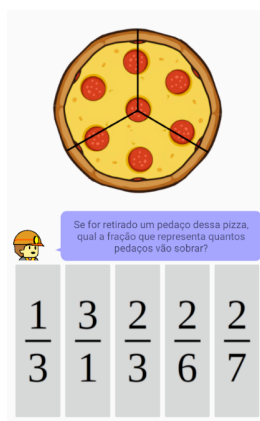 Se for retirado um pedaço dessa pizza,
qual a fração que representa quantos
pedaços vão sobrar?
1 3 2 2 2
3 1 3 6 7